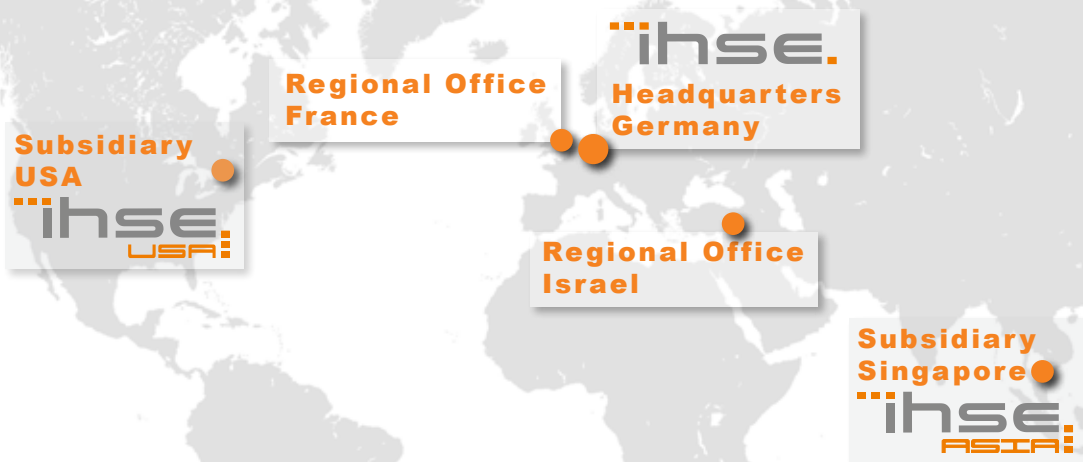 ihse.
Headquarters
Germany
Regional Office
France
Subsidiary
USA
ihse
USA
Regional Office
Israel
Subsidiary
Singapore
ihse
ASIA